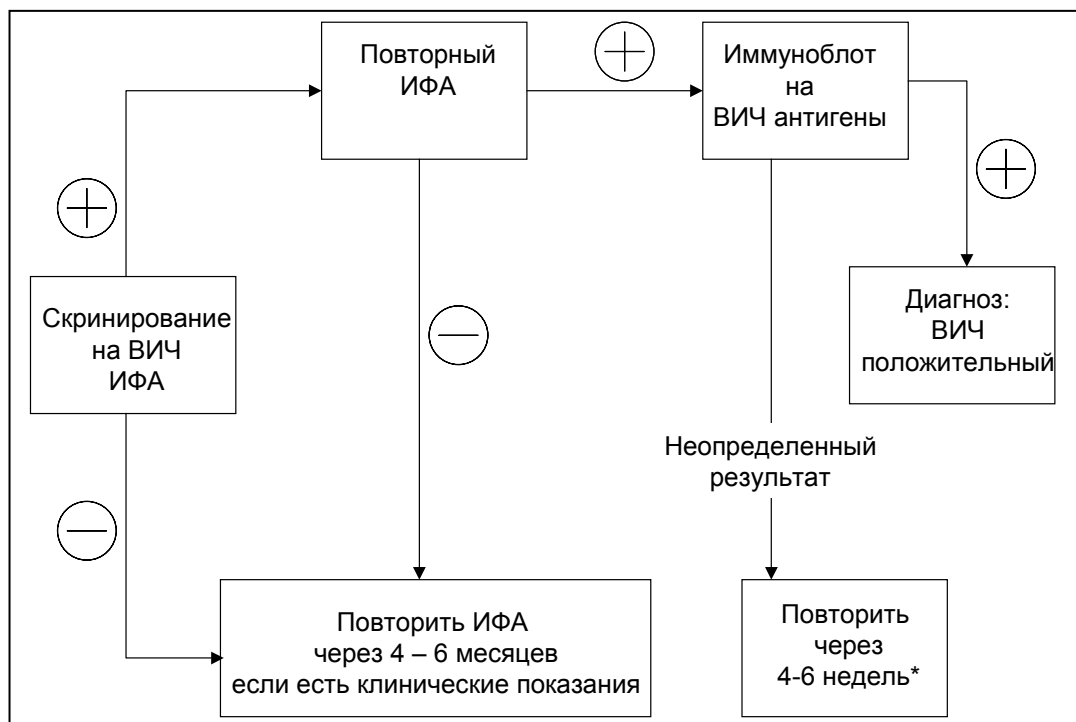 Повторный
ИФА
Иммуноблот
на
ВИЧ антигены
Скринирование
на ВИЧ
ИФА
Диагноз:
ВИЧ
положительный
Неопределенный
результат
Повторить ИФА
через 4 – 6 месяцев
если есть клинические показания
Повторить
через
4-6 недель*